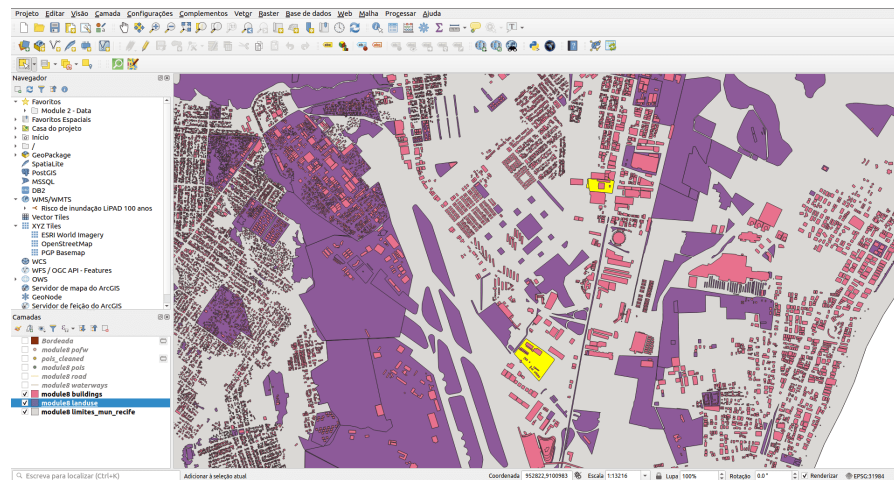 Projeto Editar Visão Camada Configurações Complementos Vetor Raster Base de dados Web Malha Processar Ajuda
Navegador
Favoritos
Module 2 - Data
Favoritos Espaciais
Casa do projeto
Início
/
GeoPackage
SpatiaLite
PostGIS
MSSQL
DB2
WMS/WMTS
Risco de inundação LiPAD 100 anos
Vector Tiles
XYZ Tiles
ESRI World Imagery
OpenStreetMap
PGP Basemap
WCS
WFS / OGC API - Features
OWS
Servidor de mapa do ArcGIS
GeoNode
Servidor de feição do ArcGIS
Camadas
Bordeada
module8 pofw
pois_cleaned
module8 pois
module8 road
module8 waterways
module8 buildings
module8 landuse
module8 limites_mun_recife
Escreva para localizar (Ctrl+K)
Adicionar à seleção atual
Coordenada 952822,9100983
Escala 1:13216
Lupa 100%
Rotação 0.0°
Renderizar
EPSG:31984